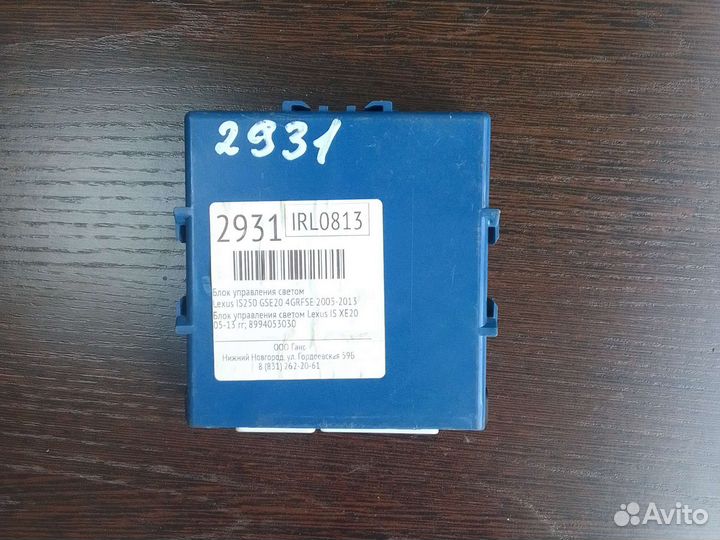 2931
2931 IRL0813
Блок управления светом
Lexus IS250 GSE20 4GRFSE 2005-2013
Блок управления светом Lexus IS XE20
05-13 гг; 8994053030
ООО Ганс
Нижний Новгород, ул. Гордеевская 59Б
8 (831) 262-20-61
Avito